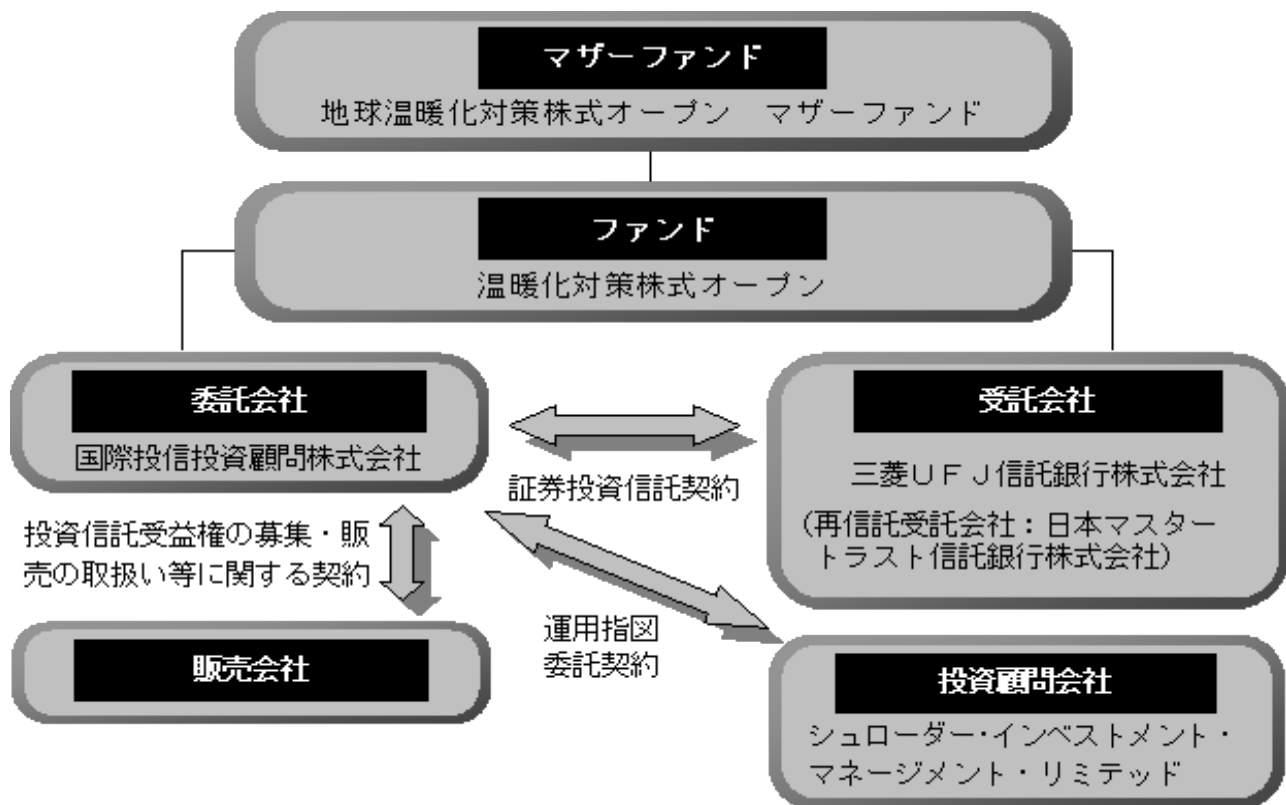 マザーファンド
地球温暖化対策株式オープン　マザーファンド
ファンド
温暖化対策株式オープン
委託会社
国際投信投資顧問株式会社
受託会社
三菱ＵＦＪ信託銀行株式会社
（再信託受託会社：日本マスター
トラスト信託銀行株式会社）
証券投資信託契約
投資信託受益権の募集・販
売の取扱い等に関する契約
運用指図
委託契約
販売会社
投資顧問会社
シュローダー・インベストメント・
マネージメント・リミテッド